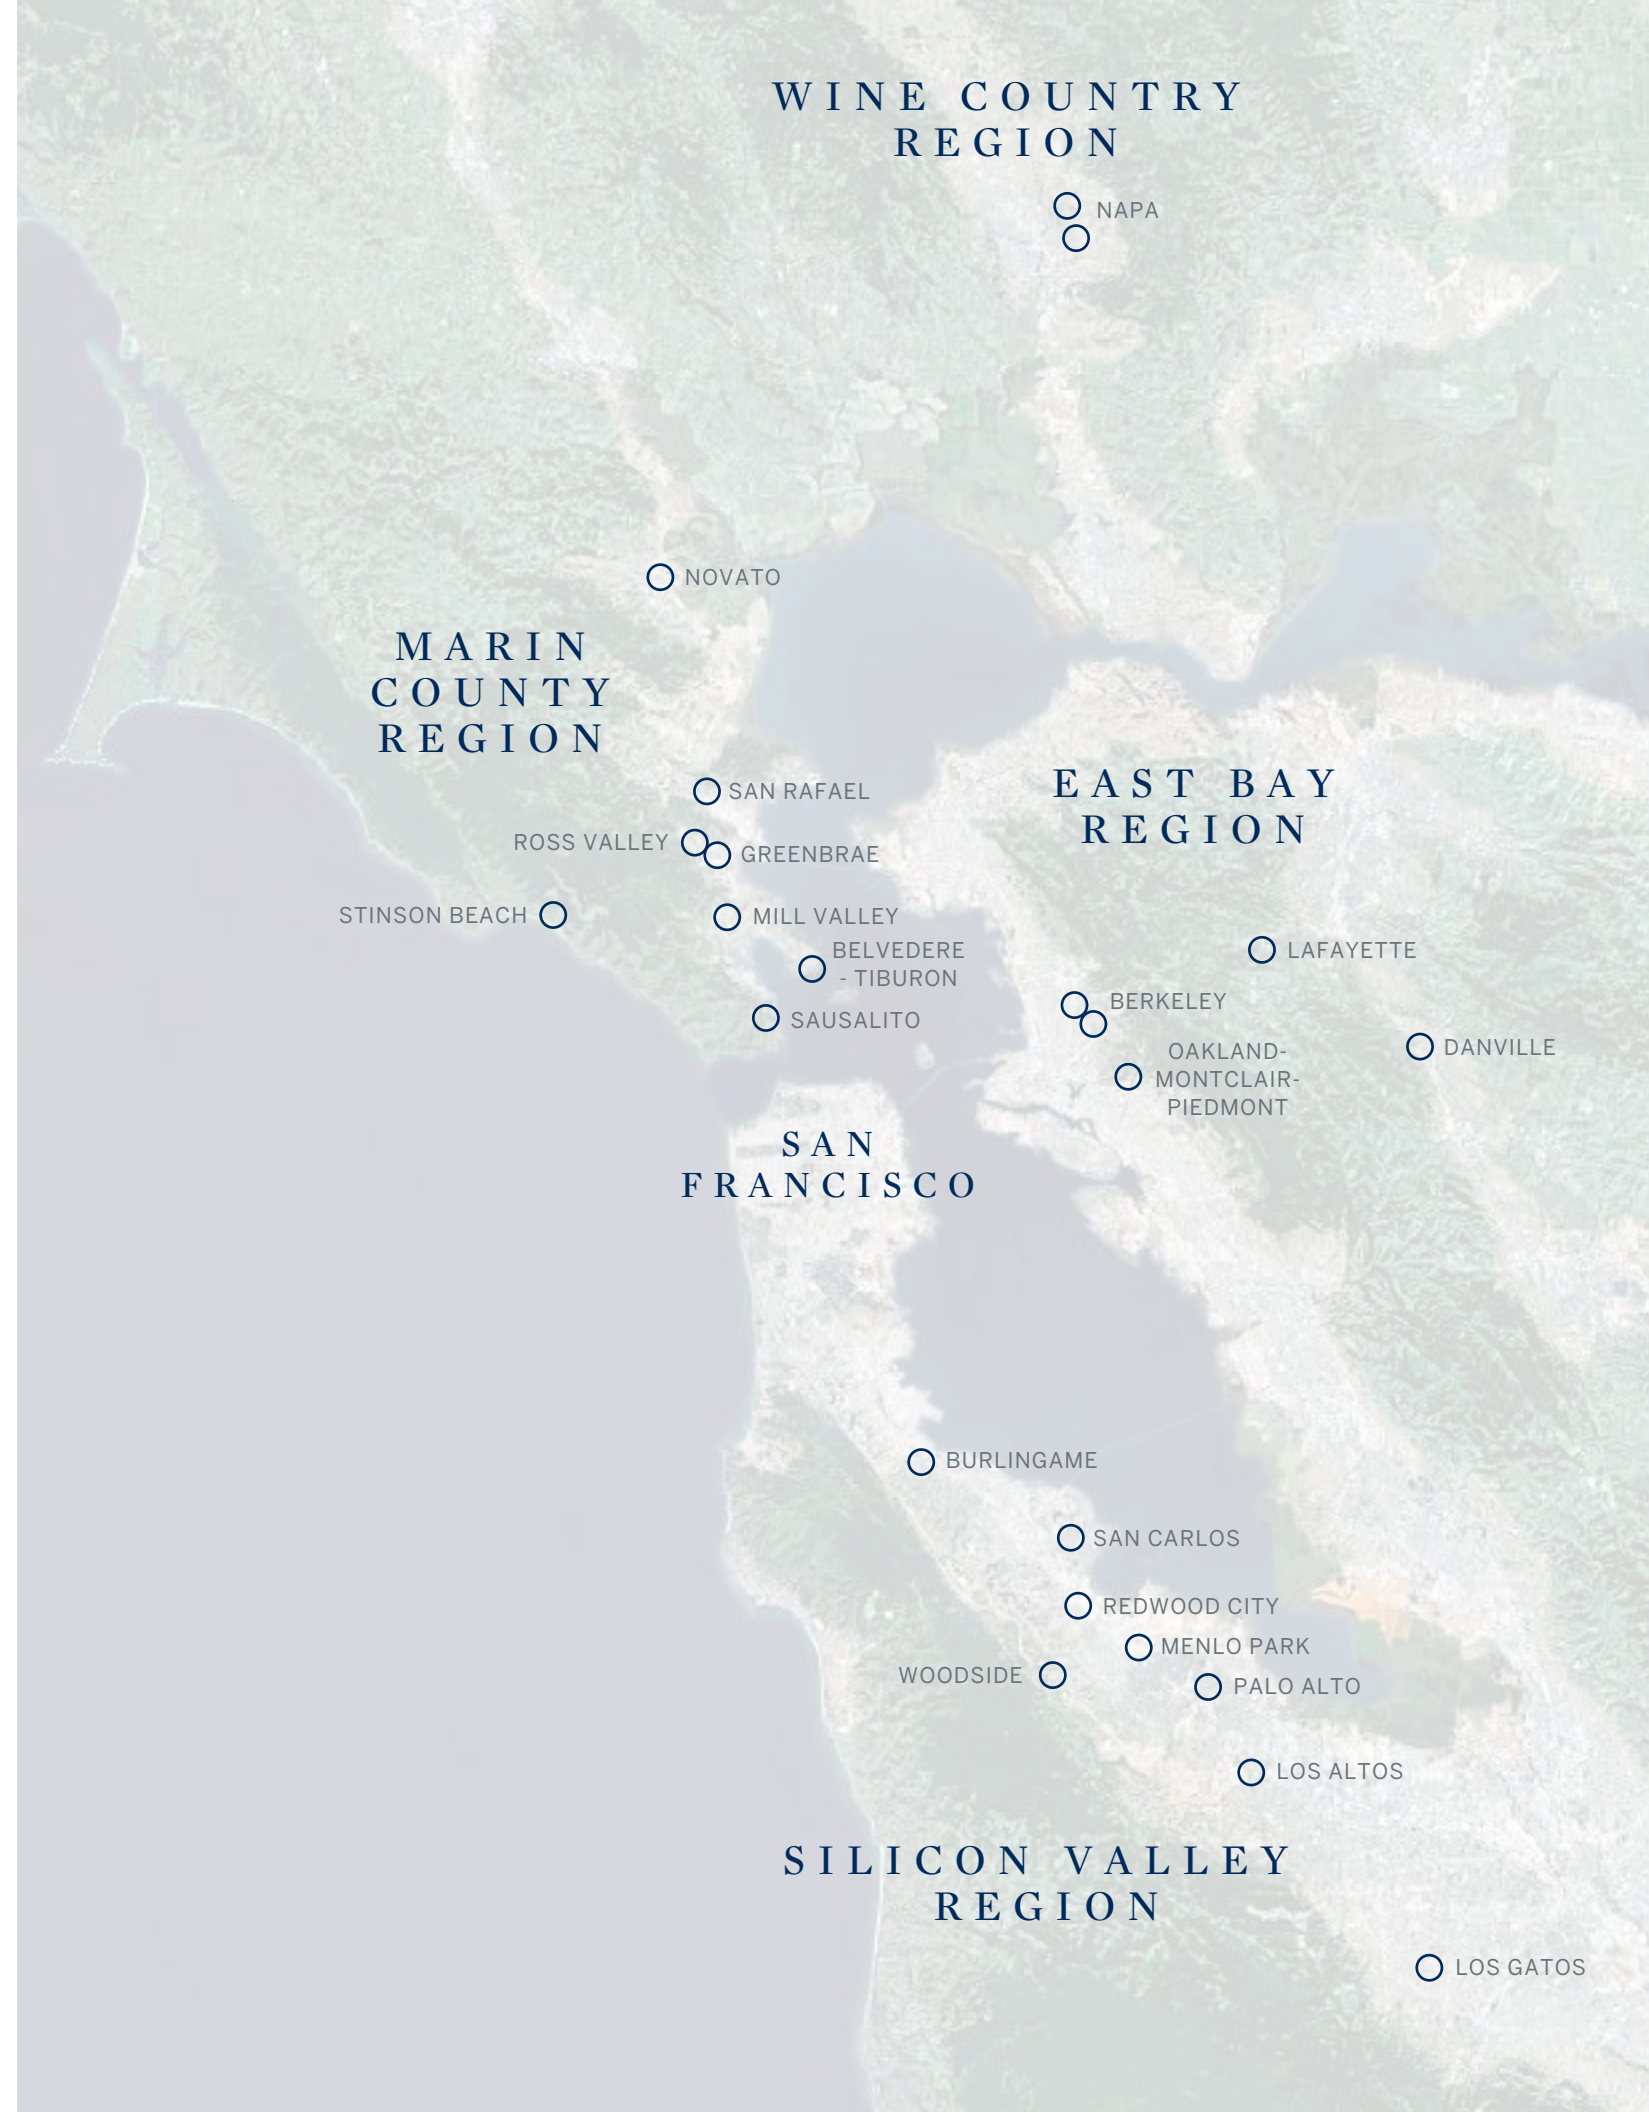 WINE COUNTRY
REGION
NAPA
NOVATO
MARIN
COUNTY
REGION
SAN RAFAEL
ROSS VALLEY
GREENBRAE
STINSON BEACH
MILL VALLEY
BELVEDERE
- TIBURON
SAUSALITO
EAST BAY
REGION
LAFAYETTE
BERKELEY
OAKLAND-
MONTCLAIR-
PIEDMONT
DANVILLE
SAN
FRANCISCO
BURLINGAME
SAN CARLOS
REDWOOD CITY
MENLO PARK
WOODSIDE
PALO ALTO
LOS ALTOS
SILICON VALLEY
REGION
LOS GATOS